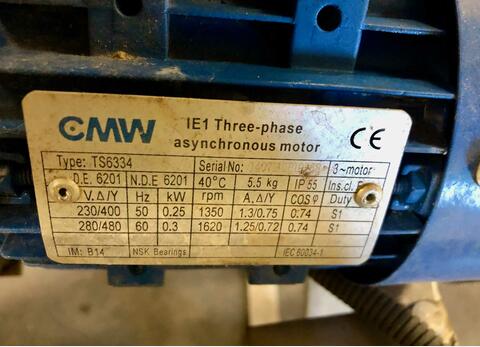 CMW
IE1 Three-phase
asynchronous motor
CE
Type: TS6334 Serial No: 3~motor
D.E. 6201 N.D.E 6201 40°C 5.5 kg IP 55 Ins.cl.
V.Δ/Y Hz kW rpm A,Δ/Y COSφ Duty
230/400 50 0.25 1350 1.3/0.75 0.74 S1
280/480 60 0.3 1620 1.25/0.72 0.74 S1
IM: B14 NSK Bearings IEC 60034-1